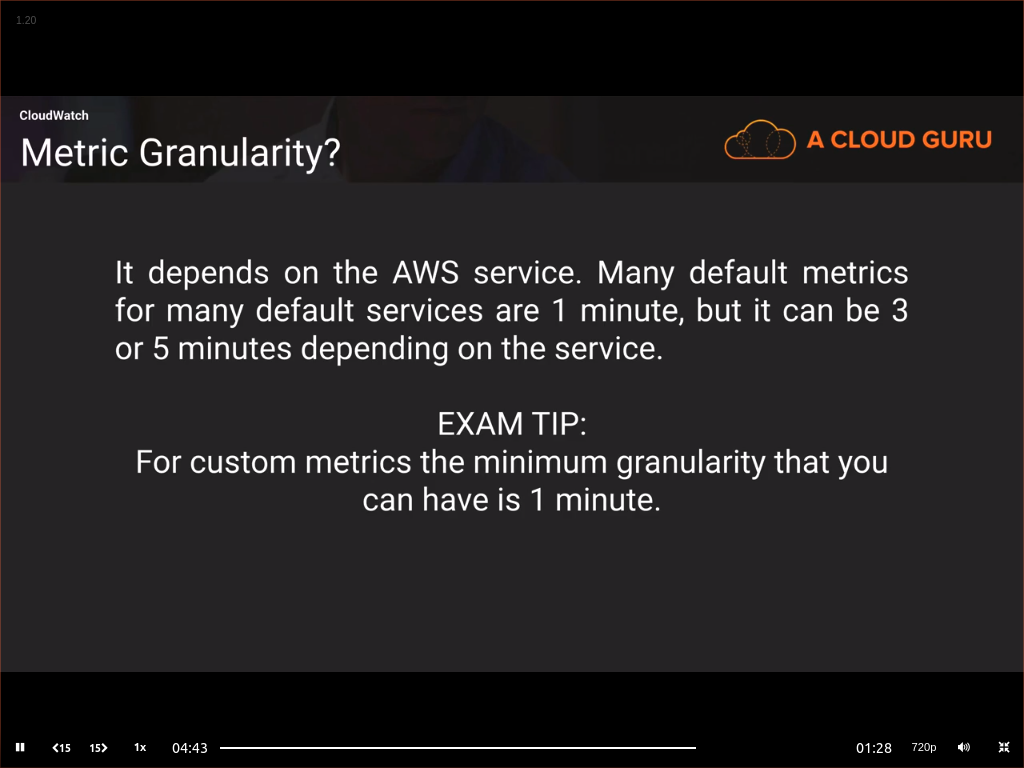 1.20
CloudWatch
Metric Granularity?
A CLOUD GURU
It depends on the AWS service. Many default metrics
for many default services are 1 minute, but it can be 3
or 5 minutes depending on the service.
EXAM TIP:
For custom metrics the minimum granularity that you
can have is 1 minute.
15 15 1x 04:43 01:28 720p